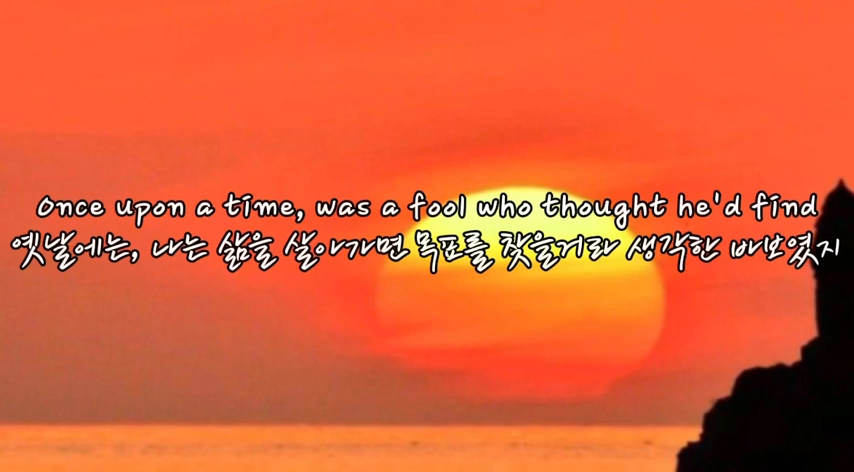 Once upon a time, was a fool who thought he'd find
옛날에는, 나는 삶을 살아가면 목표를 찾을거라 생각한 바보였지